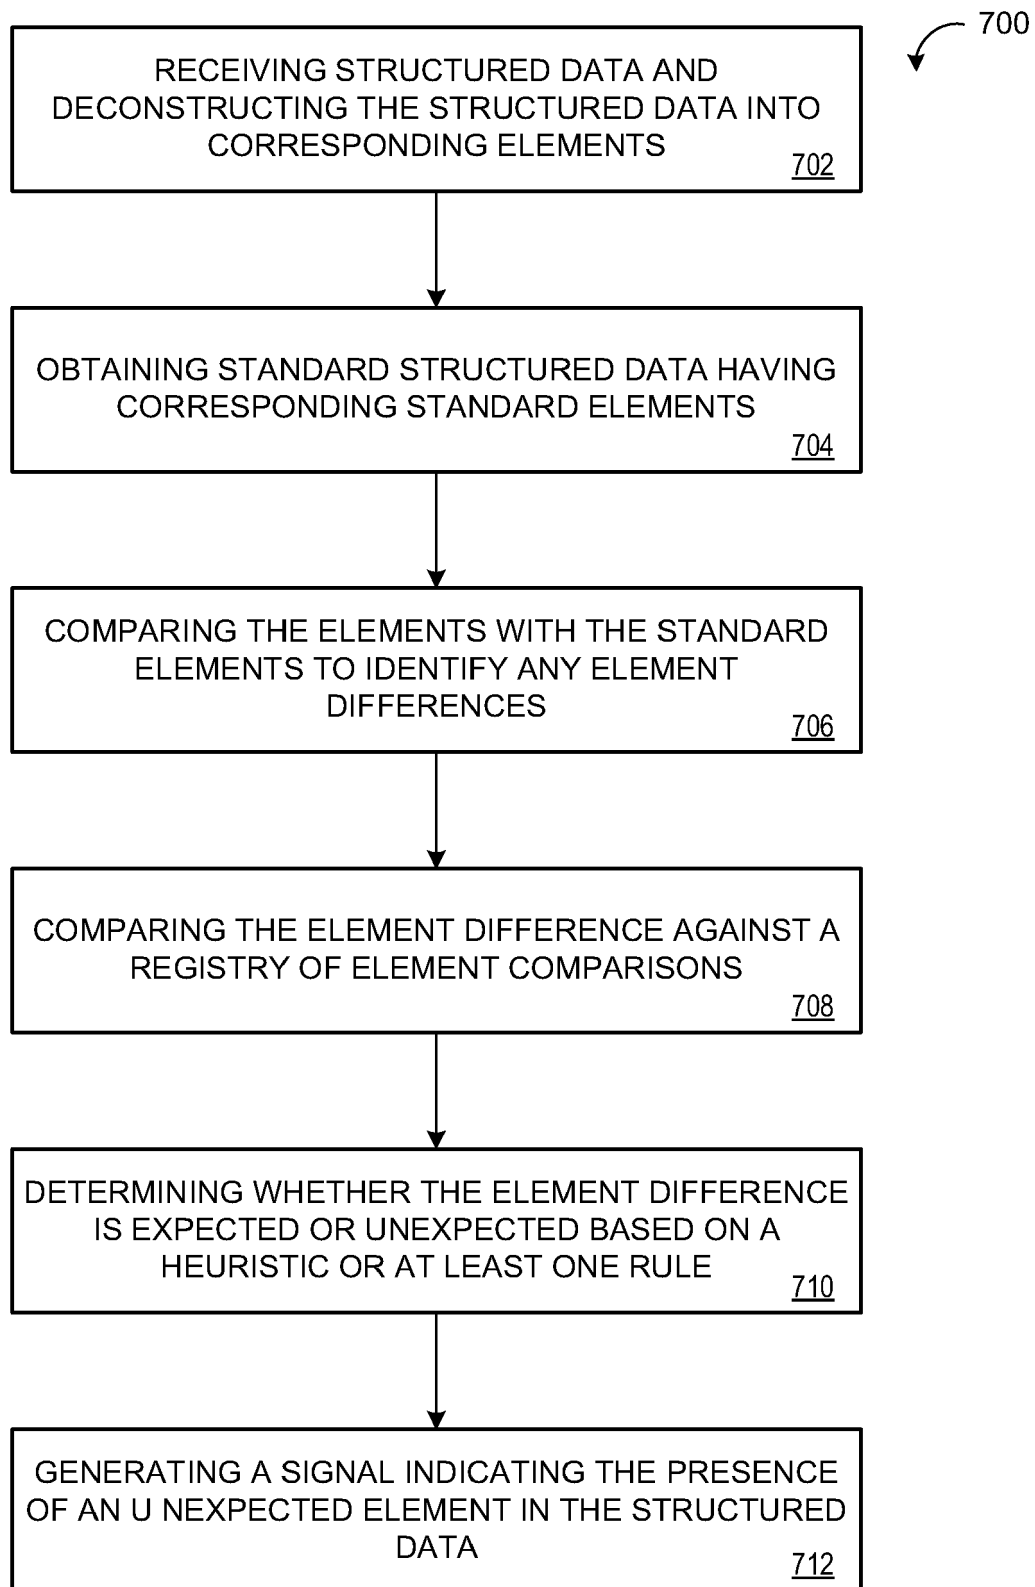 700
RECEIVING STRUCTURED DATA AND
DECONSTRUCTING THE STRUCTURED DATA INTO
CORRESPONDING ELEMENTS
702
OBTAINING STANDARD STRUCTURED DATA HAVING
CORRESPONDING STANDARD ELEMENTS
704
COMPARING THE ELEMENTS WITH THE STANDARD
ELEMENTS TO IDENTIFY ANY ELEMENT
DIFFERENCES
706
COMPARING THE ELEMENT DIFFERENCE AGAINST A
REGISTRY OF ELEMENT COMPARISONS
708
DETERMINING WHETHER THE ELEMENT DIFFERENCE
IS EXPECTED OR UNEXPECTED BASED ON A
HEURISTIC OR AT LEAST ONE RULE
710
GENERATING A SIGNAL INDICATING THE PRESENCE
OF AN U NEXPECTED ELEMENT IN THE STRUCTURED
DATA
712